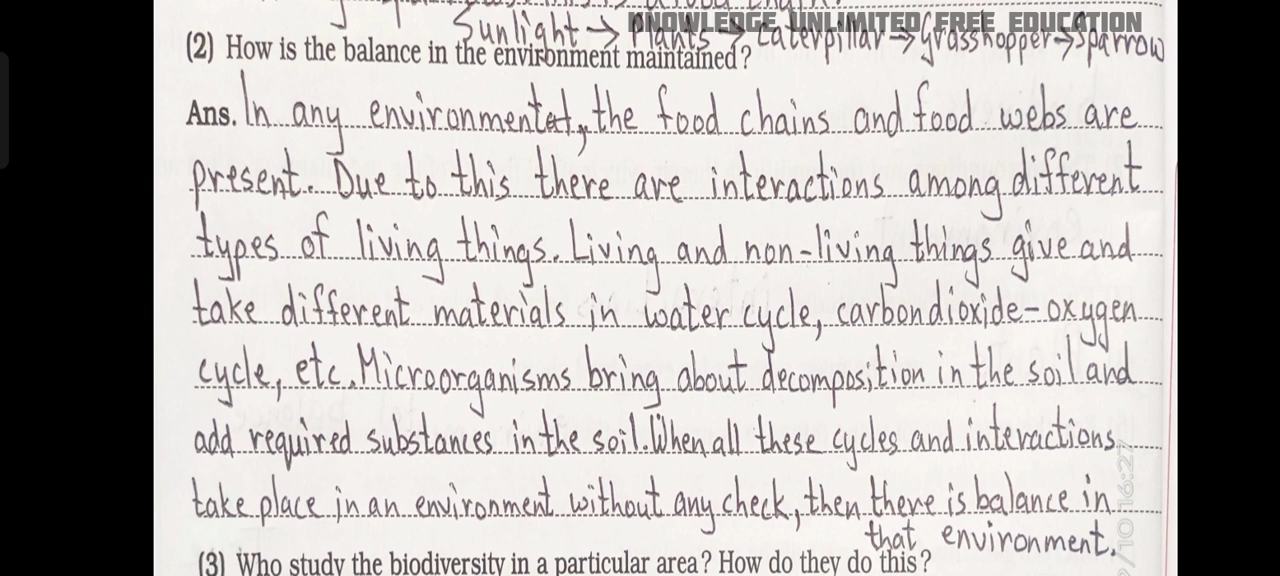 Sunlight → Plants → Caterpillar → Grasshopper → Sparrow
KNOWLEDGE UNLIMITED FREE EDUCATION
(2) How is the balance in the environment maintained?
Ans. In any environment, the food chains and food webs are
present. Due to this there are interactions among different
types of living things. Living and non-living things give and
take different materials in water cycle, carbondioxide-oxygen
cycle, etc. Microorganisms bring about decomposition in the soil and
add required substances in the soil. When all these cycles and interactions
take place in an environment without any check, then there is balance in
that environment.
(3) Who study the biodiversity in a particular area? How do they do this?
/10 16:27